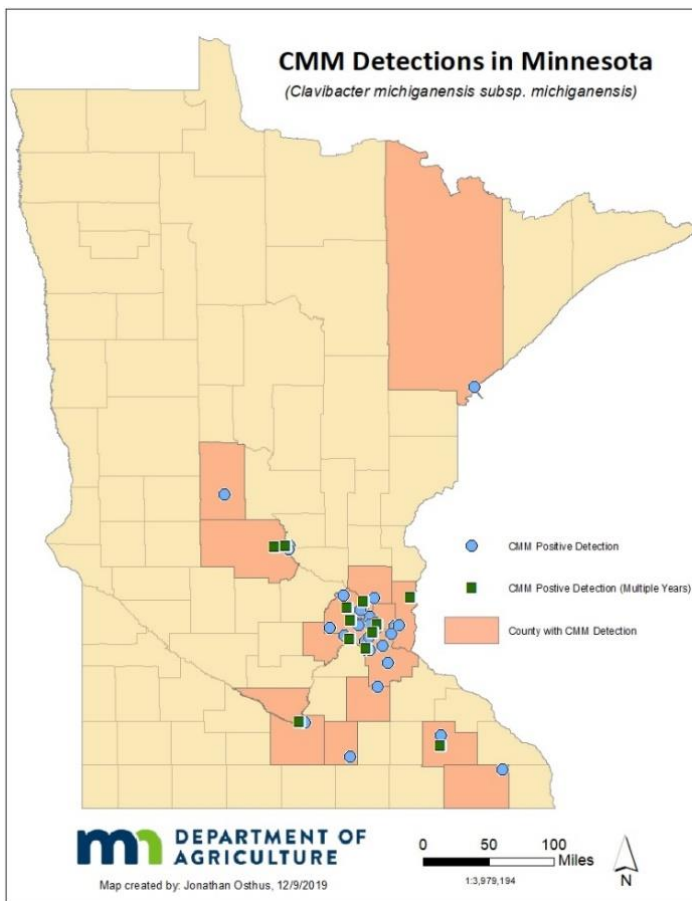 CMM Detections in Minnesota
(Clavibacter michiganensis subsp. michiganensis)
CMM Positive Detection
CMM Postive Detection (Multiple Years)
County with CMM Detection
mn DEPARTMENT OF
AGRICULTURE
Map created by: Jonathan Osthus, 12/9/2019
0 50 100
Miles
1:3,979,194
N